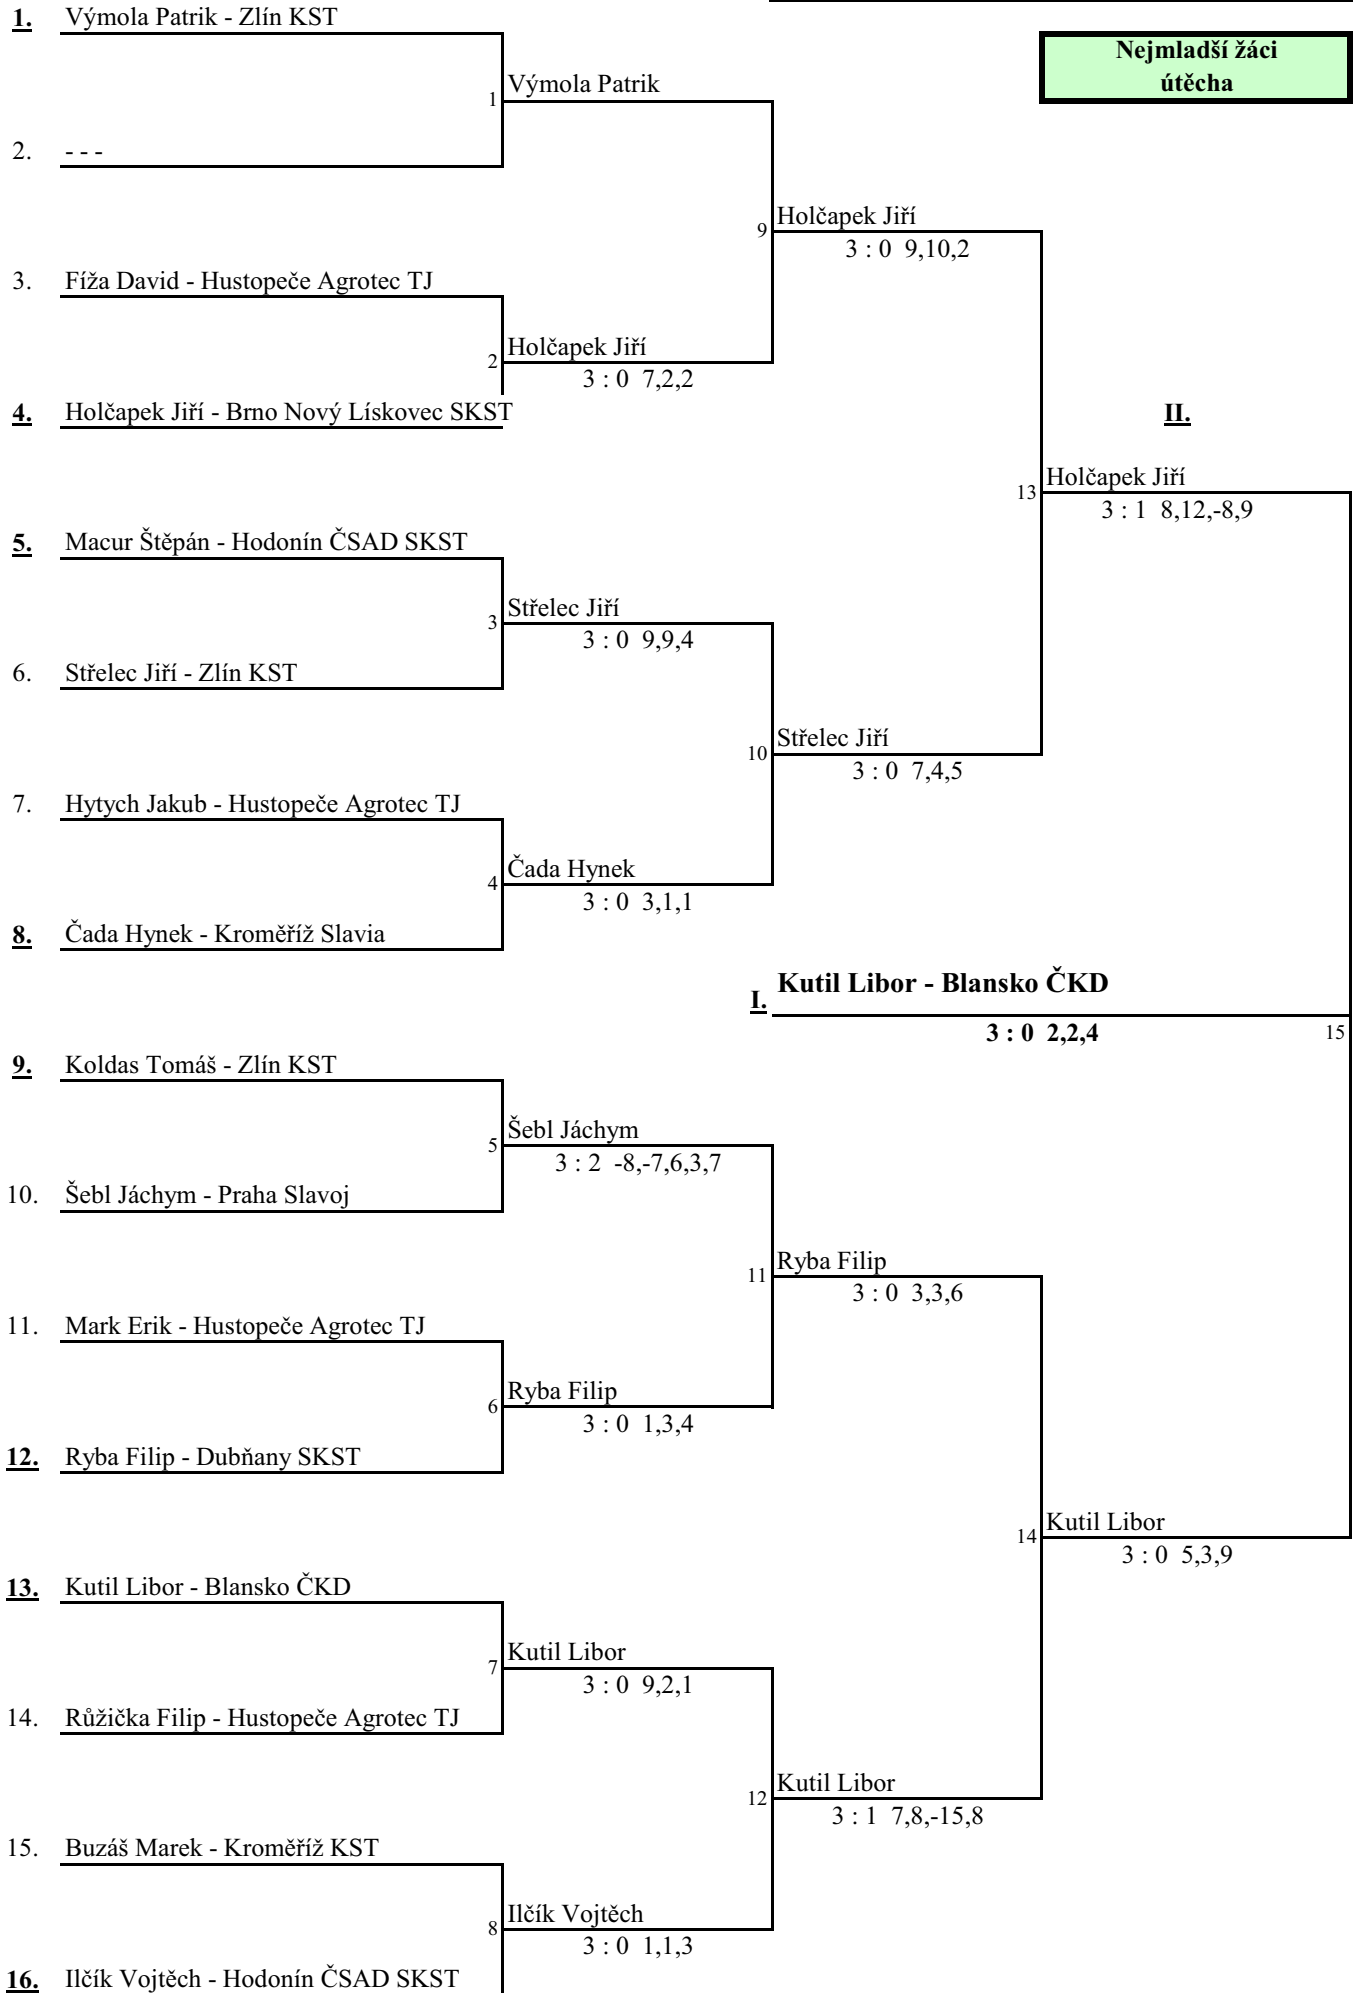 1. Výmola Patrik - Zlín KST
Nejmladší žáci
útěcha
Výmola Patrik
1
2. - - -
Holčapek Jiří
9
3 : 0 9,10,2
3. Fíža David - Hustopeče Agrotec TJ
Holčapek Jiří
2
3 : 0 7,2,2
4. Holčapek Jiří - Brno Nový Lískovec SKST
II.
Holčapek Jiří
13
3 : 1 8,12,-8,9
5. Macur Štěpán - Hodonín ČSAD SKST
Střelec Jiří
3
3 : 0 9,9,4
6. Střelec Jiří - Zlín KST
Střelec Jiří
10
3 : 0 7,4,5
7. Hytych Jakub - Hustopeče Agrotec TJ
Čada Hynek
4
3 : 0 3,1,1
8. Čada Hynek - Kroměříž Slavia
I. Kutil Libor - Blansko ČKD
3 : 0 2,2,4
15
9. Koldas Tomáš - Zlín KST
Šebl Jáchym
5
3 : 2 -8,-7,6,3,7
10. Šebl Jáchym - Praha Slavoj
Ryba Filip
11
3 : 0 3,3,6
11. Mark Erik - Hustopeče Agrotec TJ
Ryba Filip
6
3 : 0 1,3,4
12. Ryba Filip - Dubňany SKST
Kutil Libor
14
3 : 0 5,3,9
13. Kutil Libor - Blansko ČKD
Kutil Libor
7
3 : 0 9,2,1
14. Růžička Filip - Hustopeče Agrotec TJ
Kutil Libor
12
3 : 1 7,8,-15,8
15. Buzáš Marek - Kroměříž KST
Ilčík Vojtěch
8
3 : 0 1,1,3
16. Ilčík Vojtěch - Hodonín ČSAD SKST